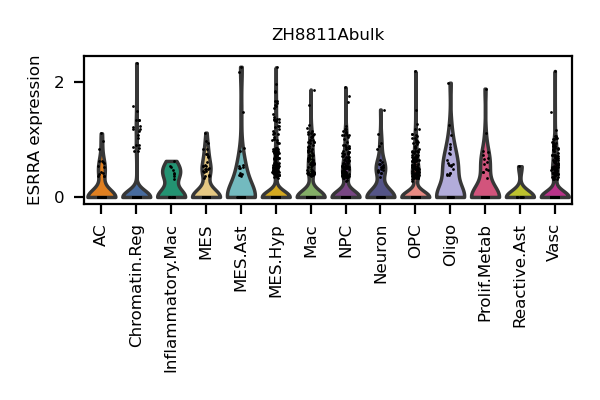 ZH8811Abulk
ESRRA expression
2
0
AC
Chromatin.Reg
Inflammatory.Mac
MES
MES.Ast
MES.Hyp
Mac
NPC
Neuron
OPC
Oligo
Prolif.Metab
Reactive.Ast
Vasc